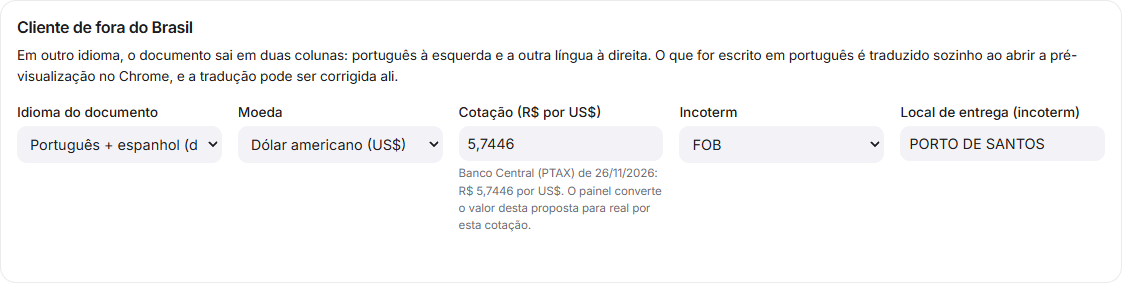 Cliente de fora do Brasil
Em outro idioma, o documento sai em duas colunas: português à esquerda e a outra língua à direita. O que for escrito em português é traduzido sozinho ao abrir a pré-
visualização no Chrome, e a tradução pode ser corrigida ali.
Idioma do documento
Português + espanhol (d
Moeda
Dólar americano (US$)
Cotação (R$ por US$)
5,7446
Banco Central (PTAX) de 26/11/2026:
R$ 5,7446 por US$. O painel converte
o valor desta proposta para real por
esta cotação.
Incoterm
FOB
Local de entrega (incoterm)
PORTO DE SANTOS